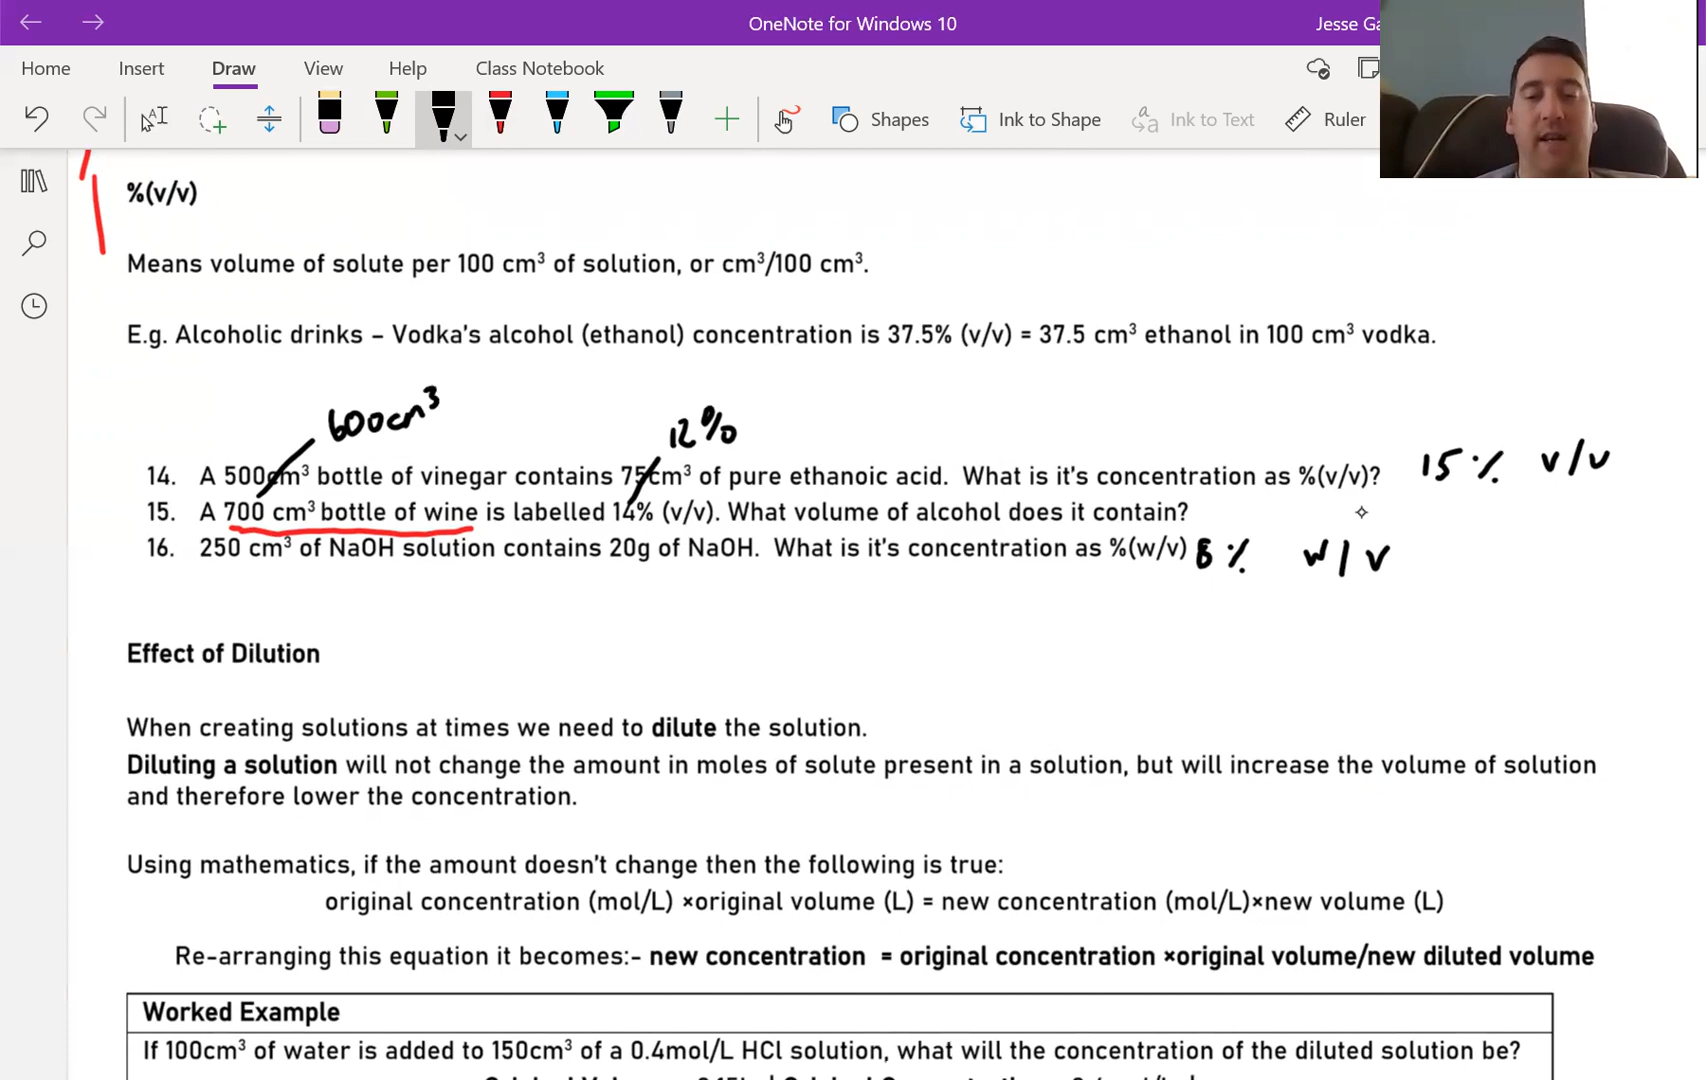 OneNote for Windows 10
Jesse Ga
Home Insert Draw View Help Class Notebook
Shapes Ink to Shape Ink to Text Ruler
%(v/v)
Means volume of solute per 100 cm³ of solution, or cm³/100 cm³.
E.g. Alcoholic drinks – Vodka's alcohol (ethanol) concentration is 37.5% (v/v) = 37.5 cm³ ethanol in 100 cm³ vodka.
600cm³ 12%
14. A 500cm³ bottle of vinegar contains 75cm³ of pure ethanoic acid. What is it's concentration as %(v/v)? 15% v/v
15. A 700 cm³ bottle of wine is labelled 14% (v/v). What volume of alcohol does it contain?
16. 250 cm³ of NaOH solution contains 20g of NaOH. What is it's concentration as %(w/v) 8% w/v
Effect of Dilution
When creating solutions at times we need to dilute the solution.
Diluting a solution will not change the amount in moles of solute present in a solution, but will increase the volume of solution
and therefore lower the concentration.
Using mathematics, if the amount doesn't change then the following is true:
original concentration (mol/L) ×original volume (L) = new concentration (mol/L)×new volume (L)
Re-arranging this equation it becomes:- new concentration = original concentration ×original volume/new diluted volume
Worked Example
If 100cm³ of water is added to 150cm³ of a 0.4mol/L HCl solution, what will the concentration of the diluted solution be?